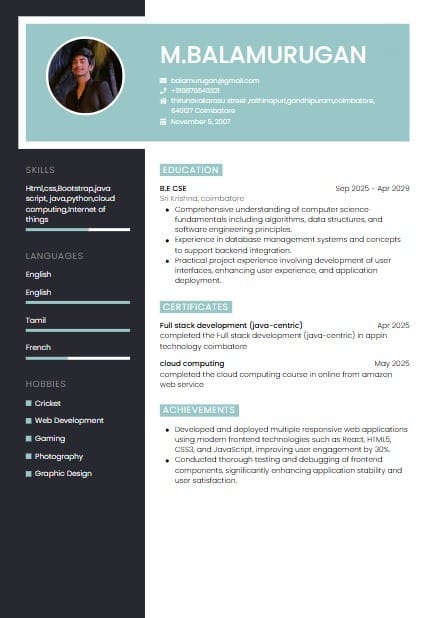 M.BALAMURUGAN
balamurugan@gmail.com
+919876543321
thirunavakarasu street ,rathinapuri,gandhipuram,coimbatore,
641027 Coimbatore
November 5, 2007
SKILLS
Html,css,Bootstrap,java
script, java,python,cloud
computing,Internet of
things
LANGUAGES
English
English
Tamil
French
HOBBIES
Cricket
Web Development
Gaming
Photography
Graphic Design
EDUCATION
B.E CSE Sep 2025 - Apr 2029
Sri Krishna, coimbatore
• Comprehensive understanding of computer science
fundamentals including algorithms, data structures, and
software engineering principles.
• Experience in database management systems and concepts
to support backend integration.
• Practical project experience involving development of user
interfaces, enhancing user experience, and application
deployment.
CERTIFICATES
Full stack development (java-centric) Apr 2025
completed the Full stack development (java-centric) in appin
technology coimbatore
cloud computing May 2025
completed the cloud computing course in online from amazon
web service
ACHIEVEMENTS
• Developed and deployed multiple responsive web applications
using modern frontend technologies such as React, HTML5,
CSS3, and JavaScript, improving user engagement by 30%.
• Conducted thorough testing and debugging of frontend
components, significantly enhancing application stability and
user satisfaction.